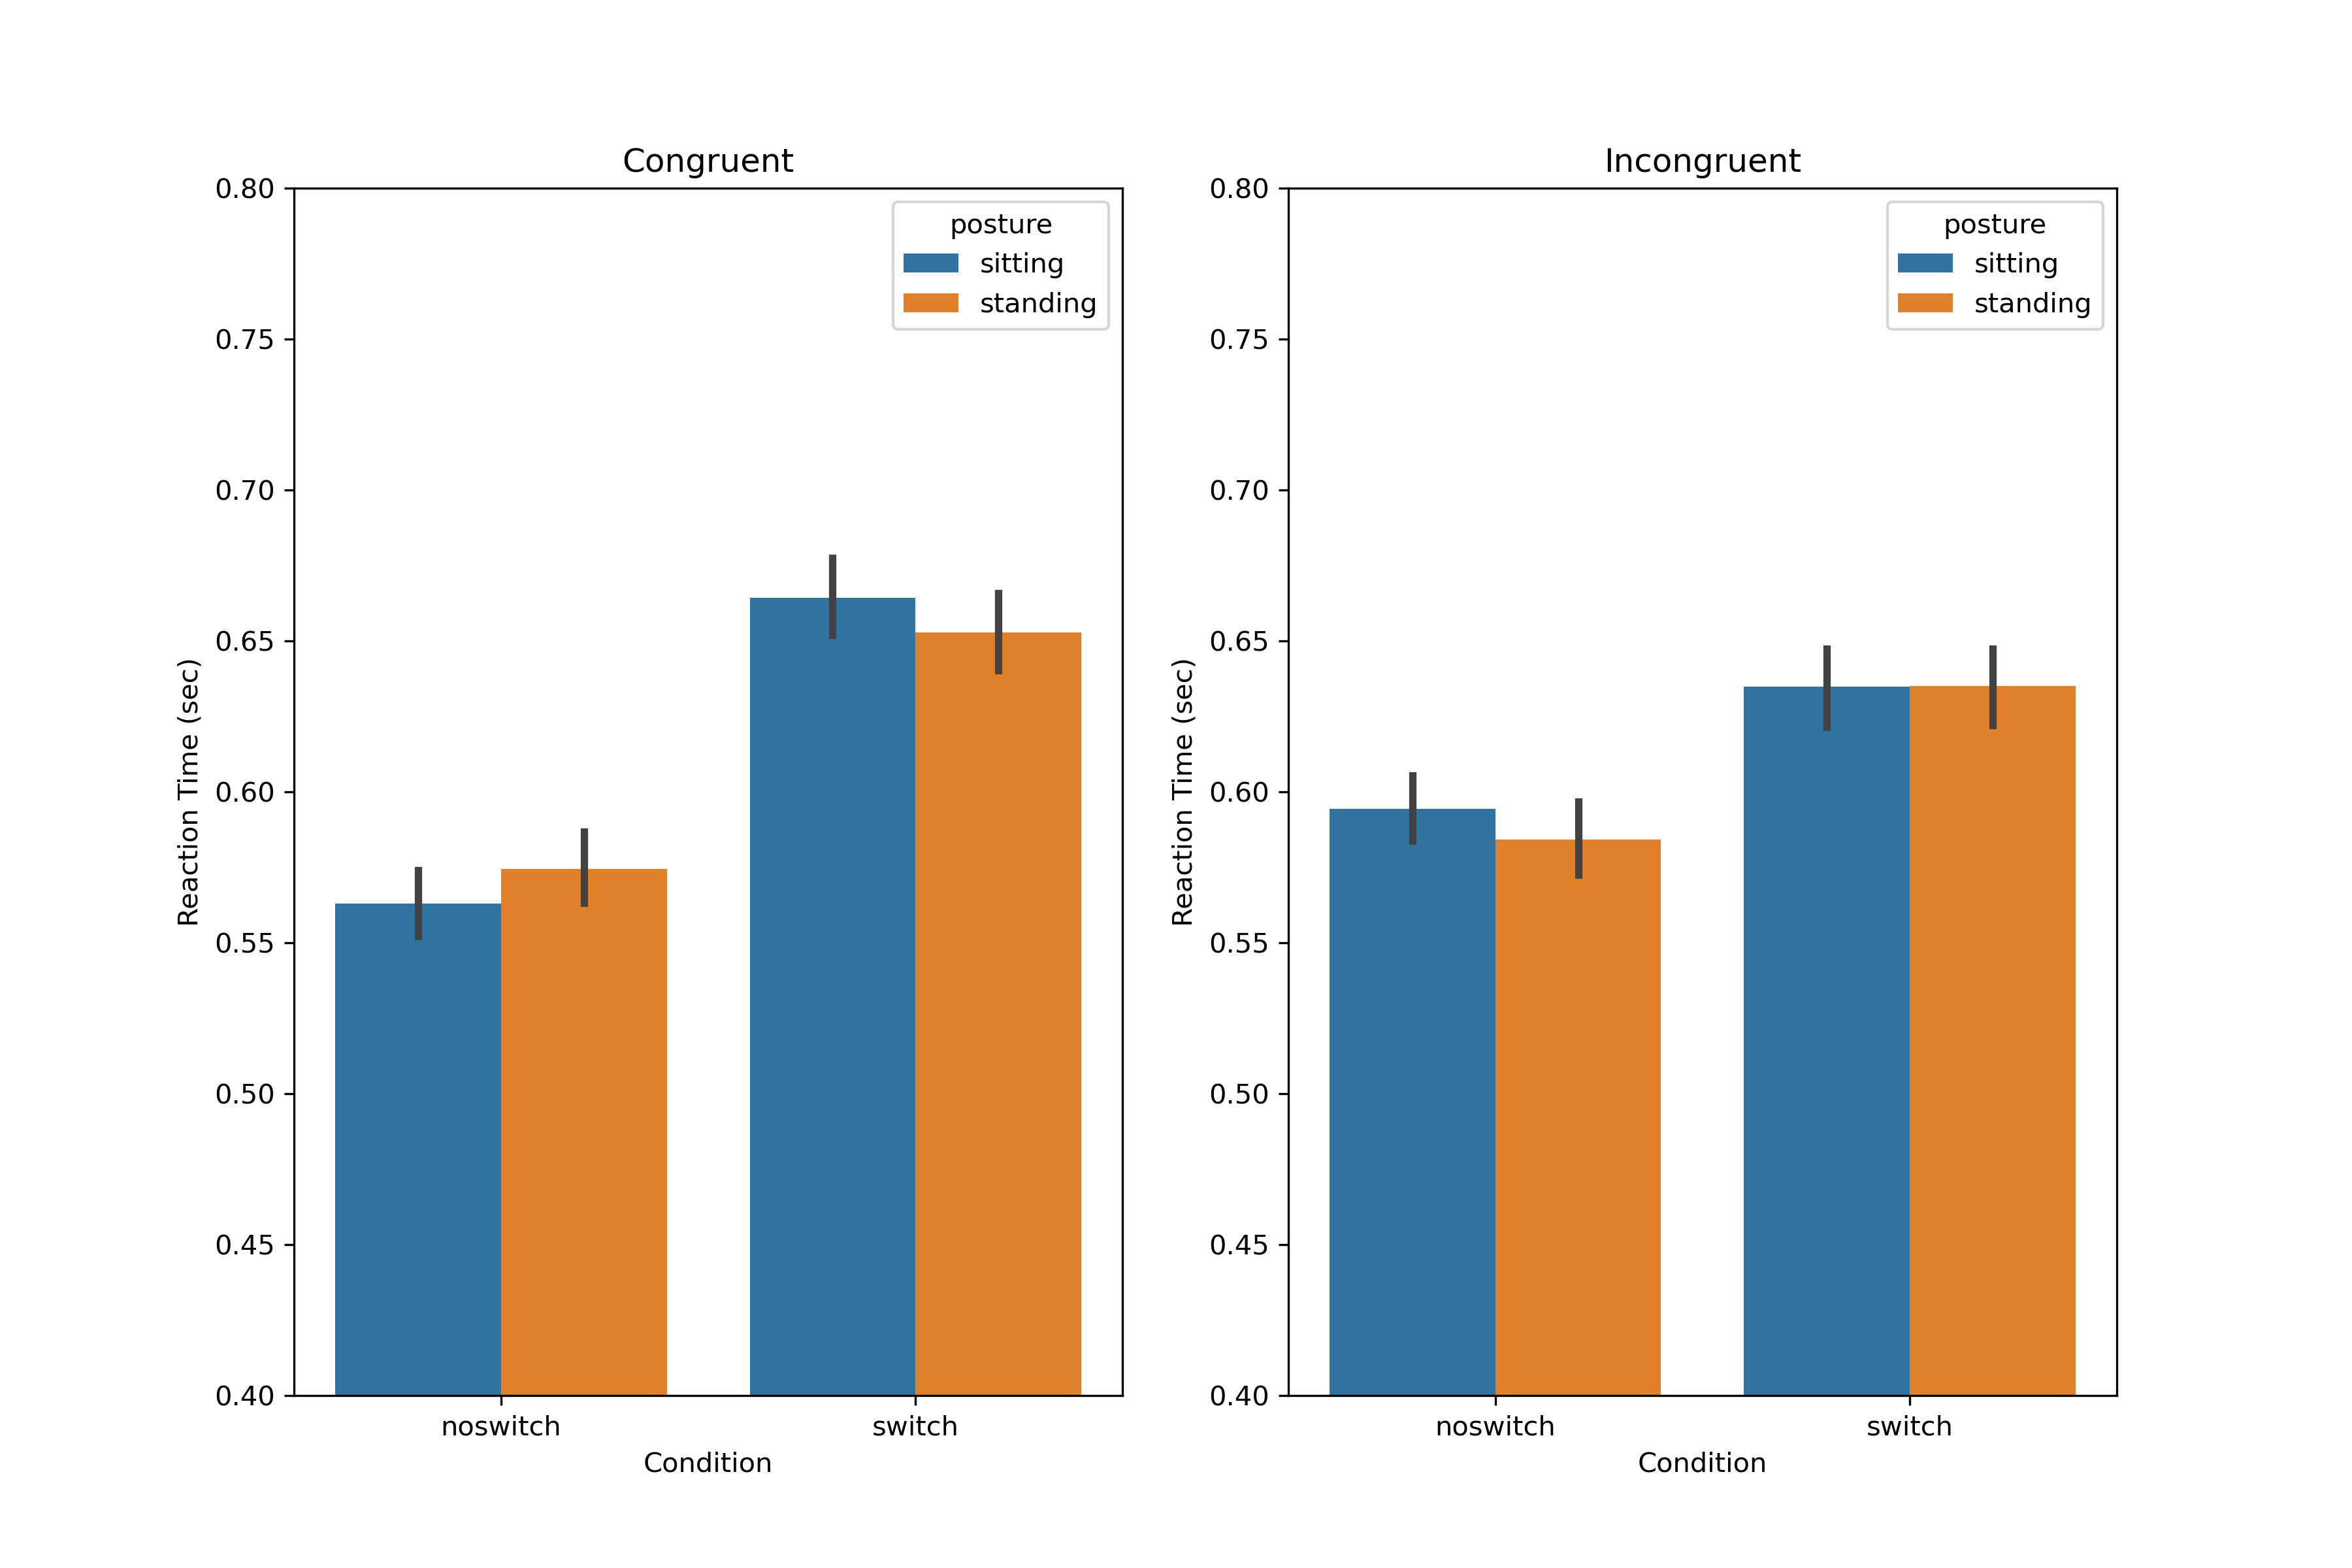 Congruent
0.80
0.75
0.70
0.65
0.60
0.55
0.50
0.45
0.40
Reaction Time (sec)
posture
sitting
standing
noswitch switch
Condition
Incongruent
0.80
0.75
0.70
0.65
0.60
0.55
0.50
0.45
0.40
Reaction Time (sec)
posture
sitting
standing
noswitch switch
Condition